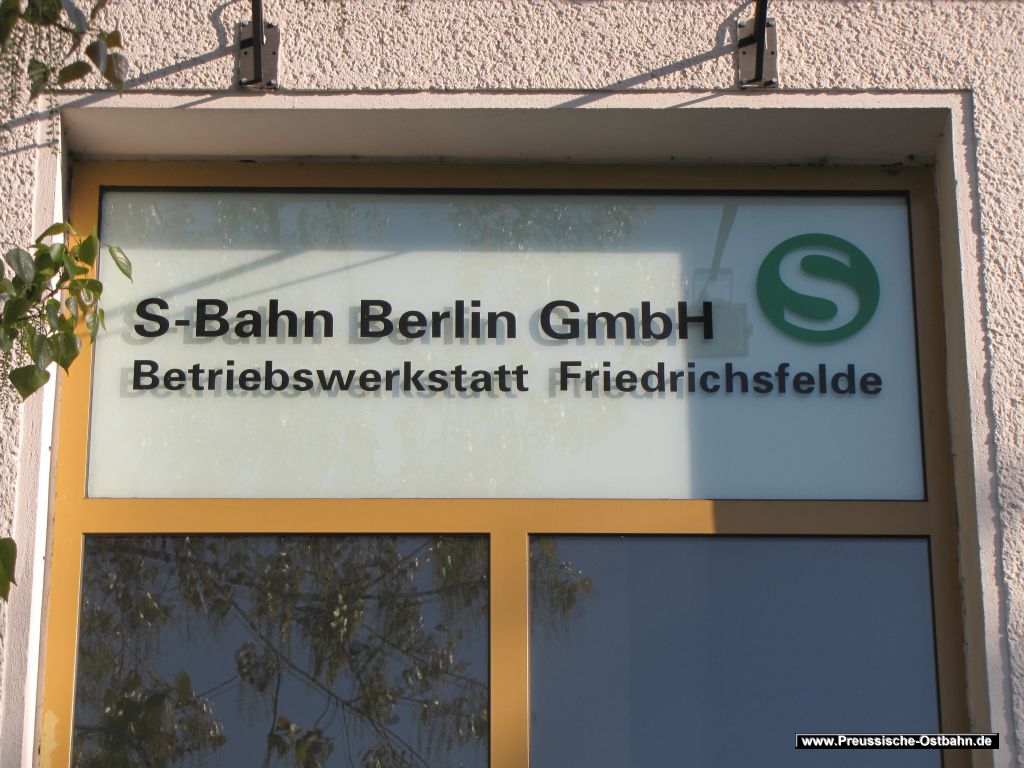 S-Bahn Berlin GmbH
S
Betriebswerkstatt Friedrichsfelde
www.Preussische-Ostbahn.de